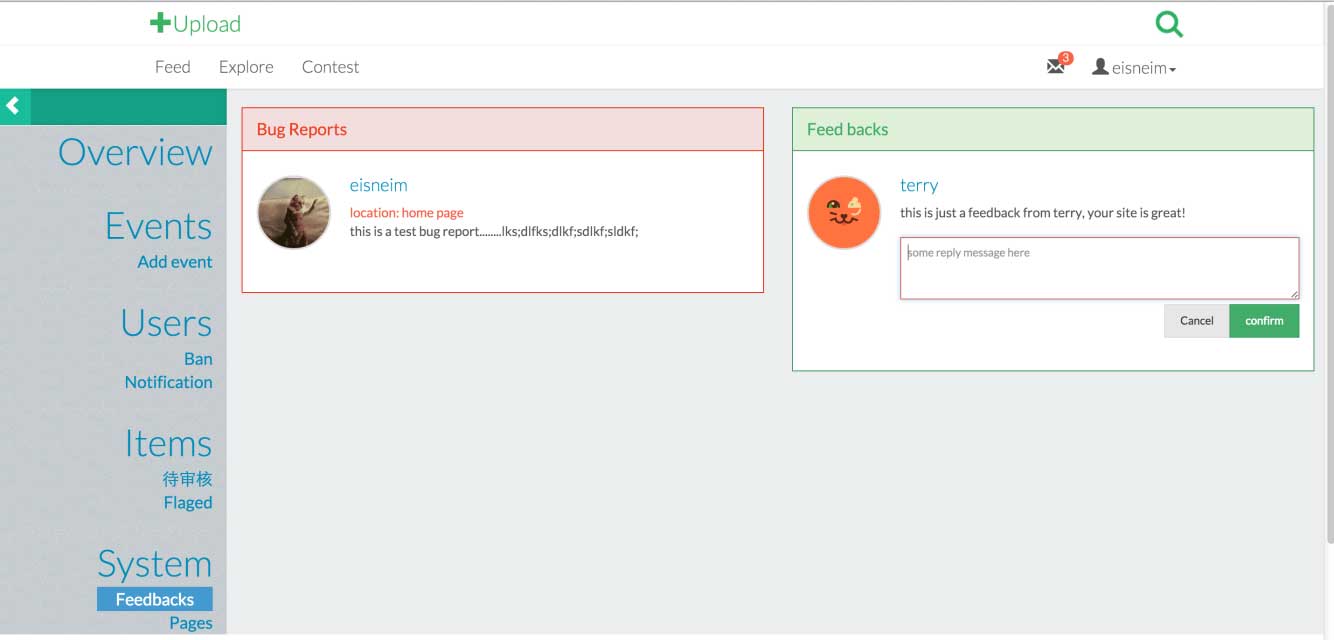 Upload
Feed Explore Contest
3
eisneim
Overview
Events
Add event
Users
Ban
Notification
Items
待审核
Flaged
System
Feedbacks
Pages
Bug Reports
eisneim
location: home page
this is a test bug report........lks;dlfks;dlkf;sdlkf;sldkf;
Feed backs
terry
this is just a feedback from terry, your site is great!
some reply message here
Cancel confirm